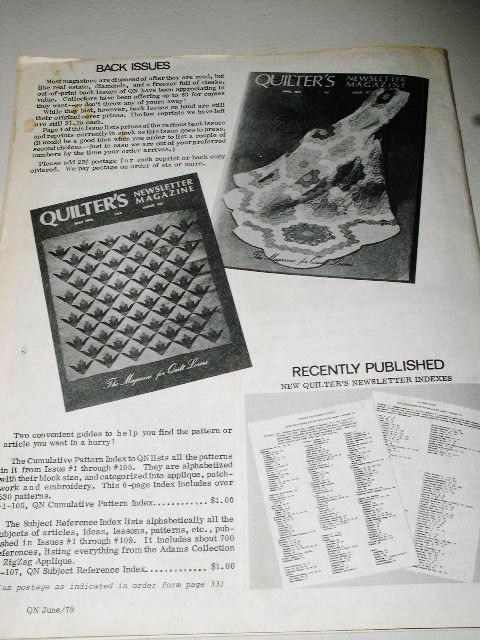 BACK ISSUES
Most magazines are disposed of after they are read, but
like real estate, diamonds, and a freezer full of steaks,
out-of-print back issues of QN have been appreciating in
value. Collectors have been offering up to $5 for copies
they want--so don't throw any of yours away!
While they last, however, back issues on hand are still
their original cover prices. The few reprints we have left
are still $1.25 each.
Page 4 of this issue lists prices of the various back issues
and reprints currently in stock as this issue goes to press.
(It would be a good idea when you order to list a couple of
second choices--just in case we are out of your preferred
numbers by the time your order arrives.)
Please add 25¢ postage for each reprint or back copy
ordered. We pay postage on order of six or more.
QUILTER'S NEWSLETTER
MAGAZINE
The Magazine for Quilt Lovers
QUILTER'S NEWSLETTER
MAGAZINE
The Magazine for Quilt Lovers
RECENTLY PUBLISHED
NEW QUILTER'S NEWSLETTER INDEXES
Two convenient guides to help you find the pattern or
article you want in a hurry!
The Cumulative Pattern Index to QN lists all the patterns
in it from Issue #1 through #105. They are alphabetized
with their block size, and categorized into applique, patch-
work and embroidery. This 6-page index includes over
530 patterns.
-1-105, QN Cumulative Pattern Index............ $1.00
The Subject Reference Index lists alphabetically all the
ubjects of articles, ideas, lessons, patterns, etc., pub-
shed in Issues #1 through #109. It includes about 700
eferences, listing everything from the Adams Collection
ZigZag Applique.
-107, QN Subject Reference Index............... $1.00
us postage as indicated in order form page 33)
QN June/79